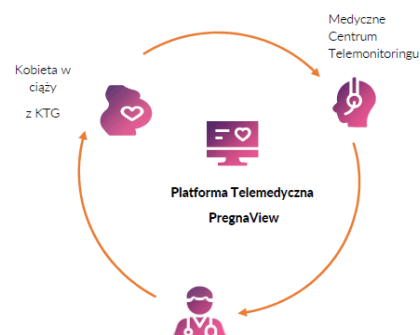 Medyczne
Centrum
Telemonitoringu
Kobieta w
ciąży
z KTG
Platforma Telemedyczna
PregnaView